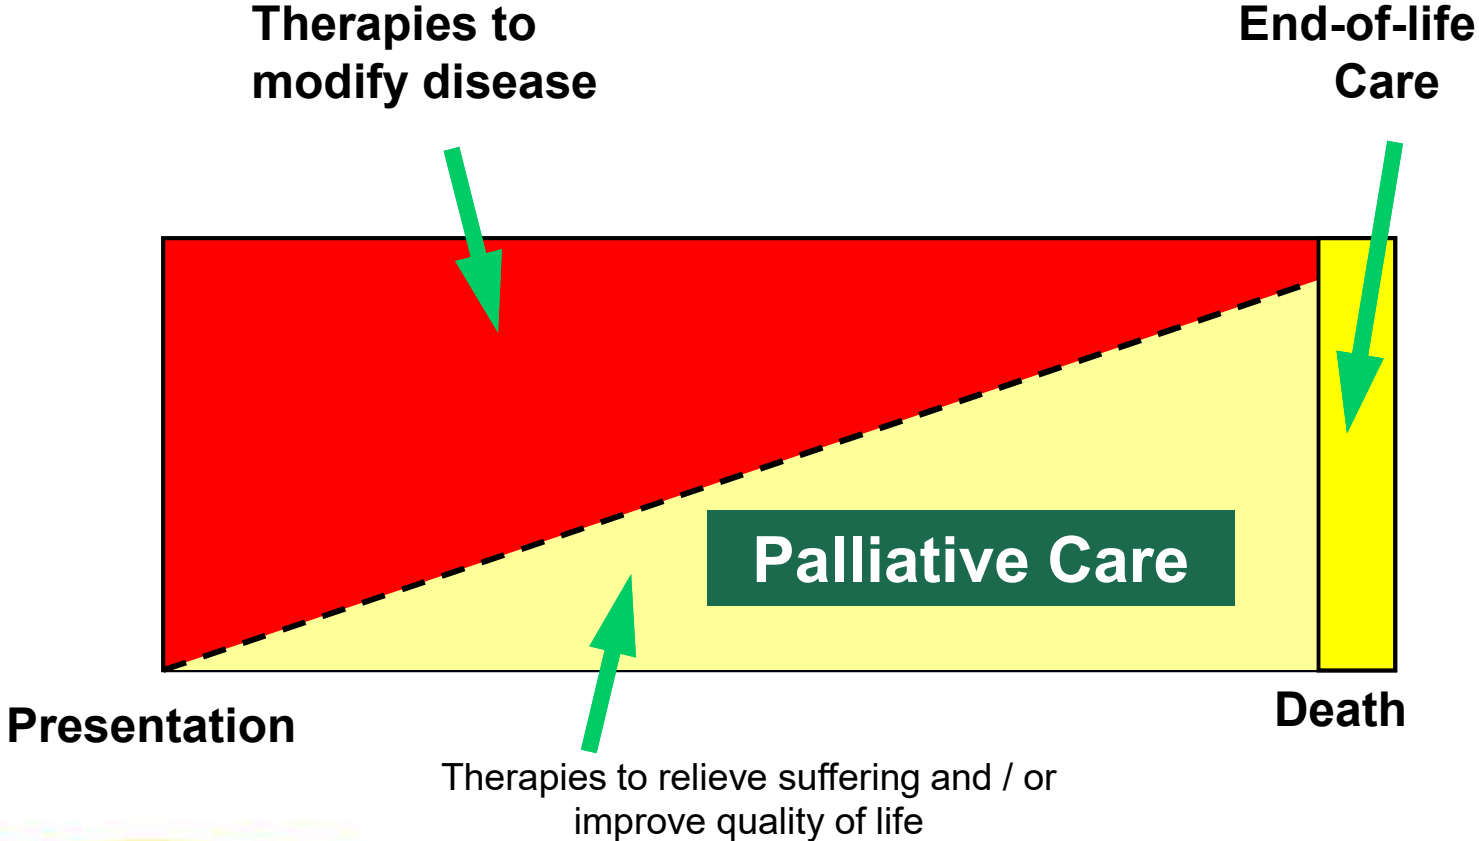 Therapies to
modify disease
End-of-life
Care
Palliative Care
Presentation
Death
Therapies to relieve suffering and / or
improve quality of life